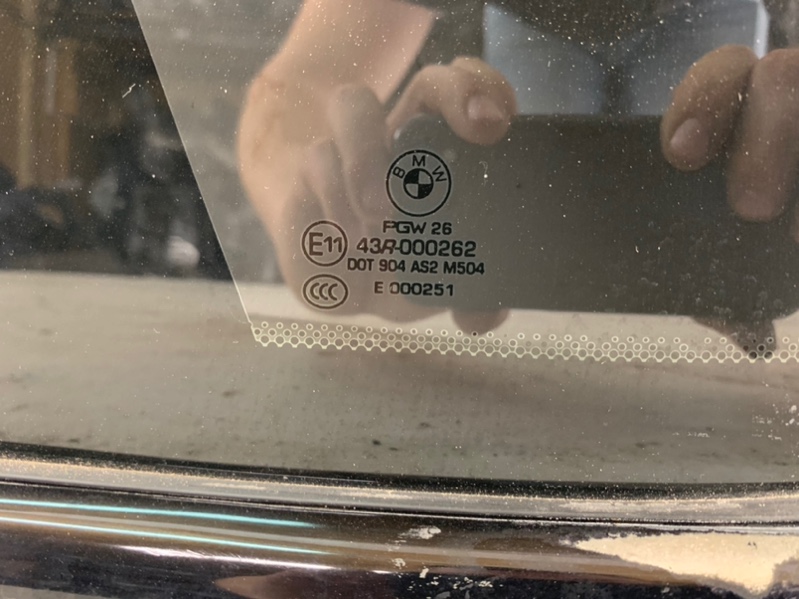 BMW
PGW 26
E11 43R-000262
DOT 904 AS2 M504
CCC E 000251